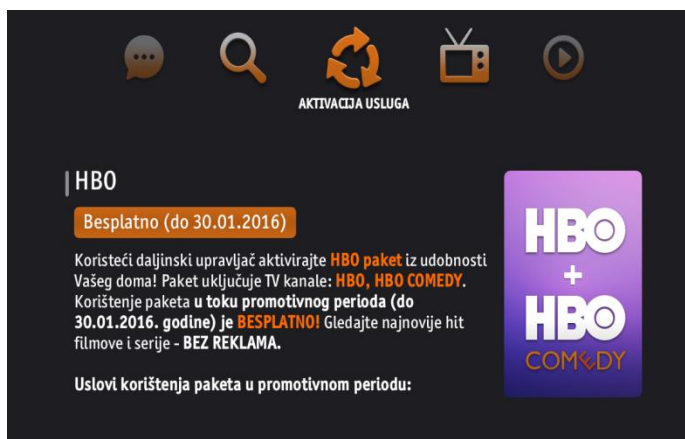 AKTIVACIJA USLUGA
HBO
Besplatno (do 30.01.2016)
Koristeći daljinski upravljač aktivirajte HBO paket iz udobnosti
Vašeg doma! Paket uključuje TV kanale: HBO, HBO COMEDY.
Korištenje paketa u toku promotivnog perioda (do
30.01.2016. godine) je BESPLATNO! Gledajte najnovije hit
filmove i serije - BEZ REKLAMA.
Uslovi korištenja paketa u promotivnom periodu:
HBO
+
HBO
COMEDY